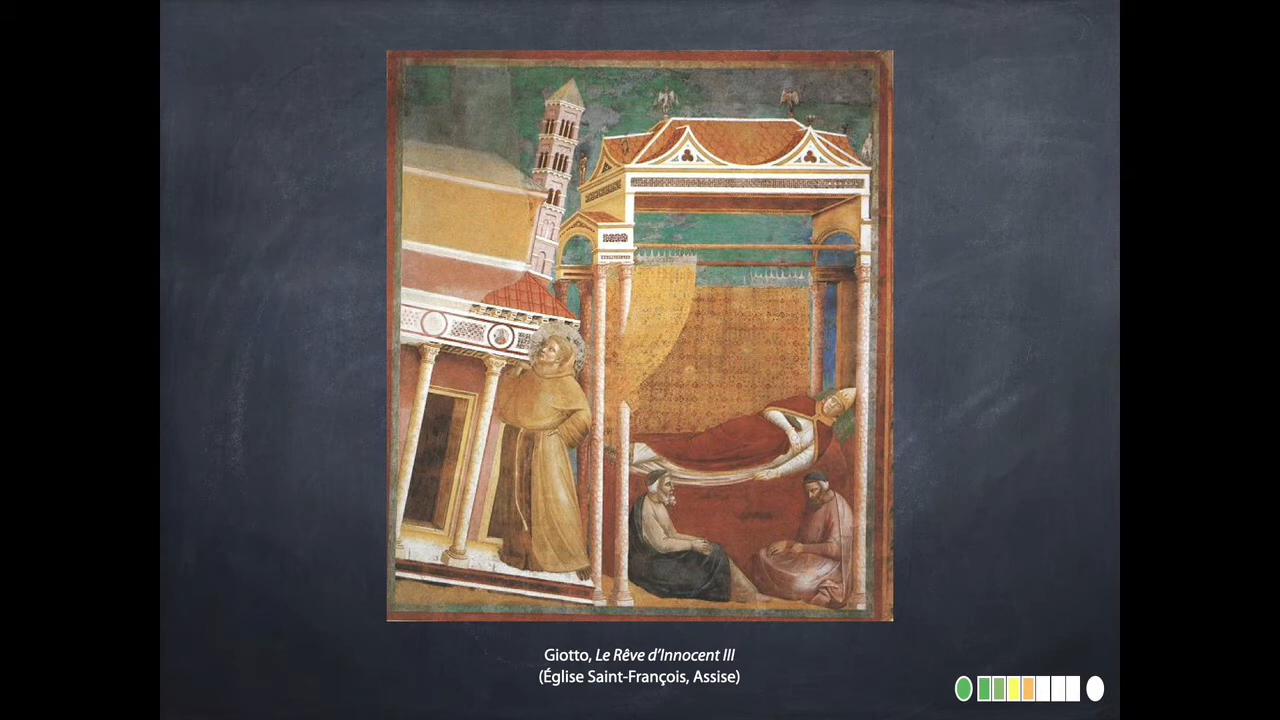 Giotto, Le Rêve d'Innocent III
(Église Saint-François, Assise)